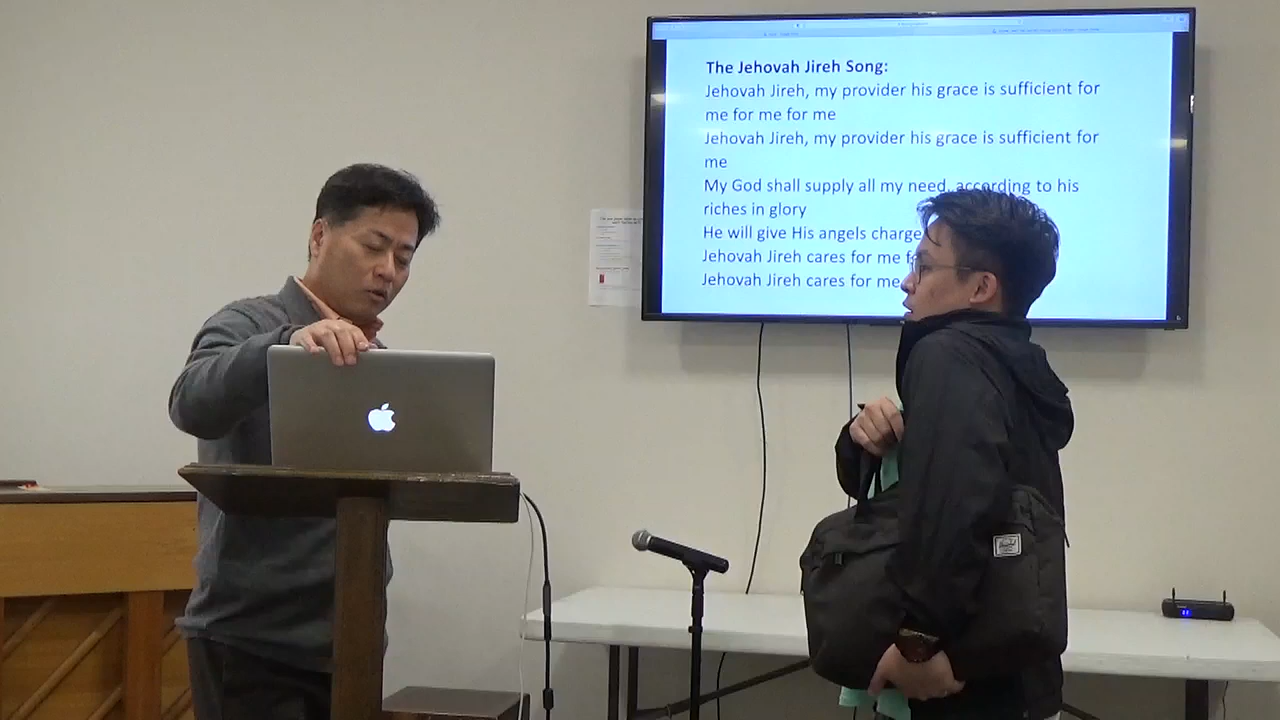 The Jehovah Jireh Song:
Jehovah Jireh, my provider his grace is sufficient for
me for me for me
Jehovah Jireh, my provider his grace is sufficient for
me
My God shall supply all my need, according to his
riches in glory
He will give His angels charge
Jehovah Jireh cares for me
Jehovah Jireh cares for me